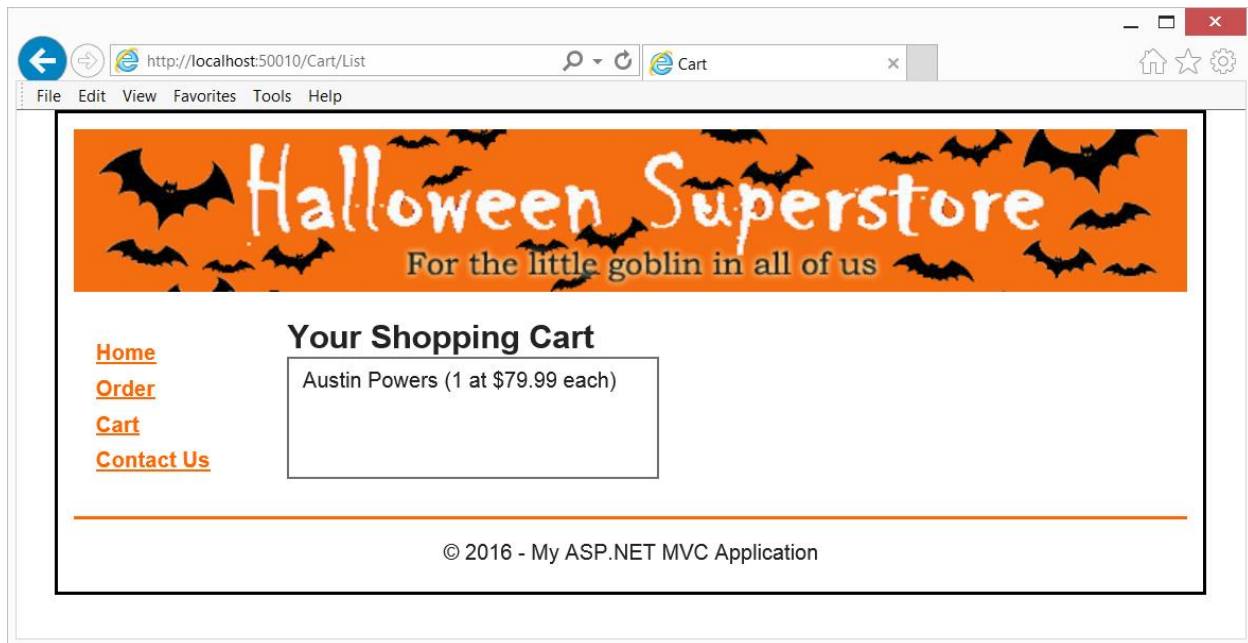 http://localhost:50010/Cart/List
Cart
File Edit View Favorites Tools Help
Halloween Superstore
For the little goblin in all of us
Home
Order
Cart
Contact Us
Your Shopping Cart
Austin Powers (1 at $79.99 each)
© 2016 - My ASP.NET MVC Application